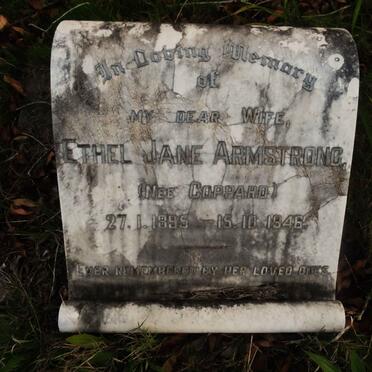 In Loving Memory
of
MY DEAR WIFE,
ETHEL JANE ARMSTRONG,
(NEE COPPARD)
27.1.1895 – 15.10.1946.
EVER REMEMBERED BY HER LOVED ONES